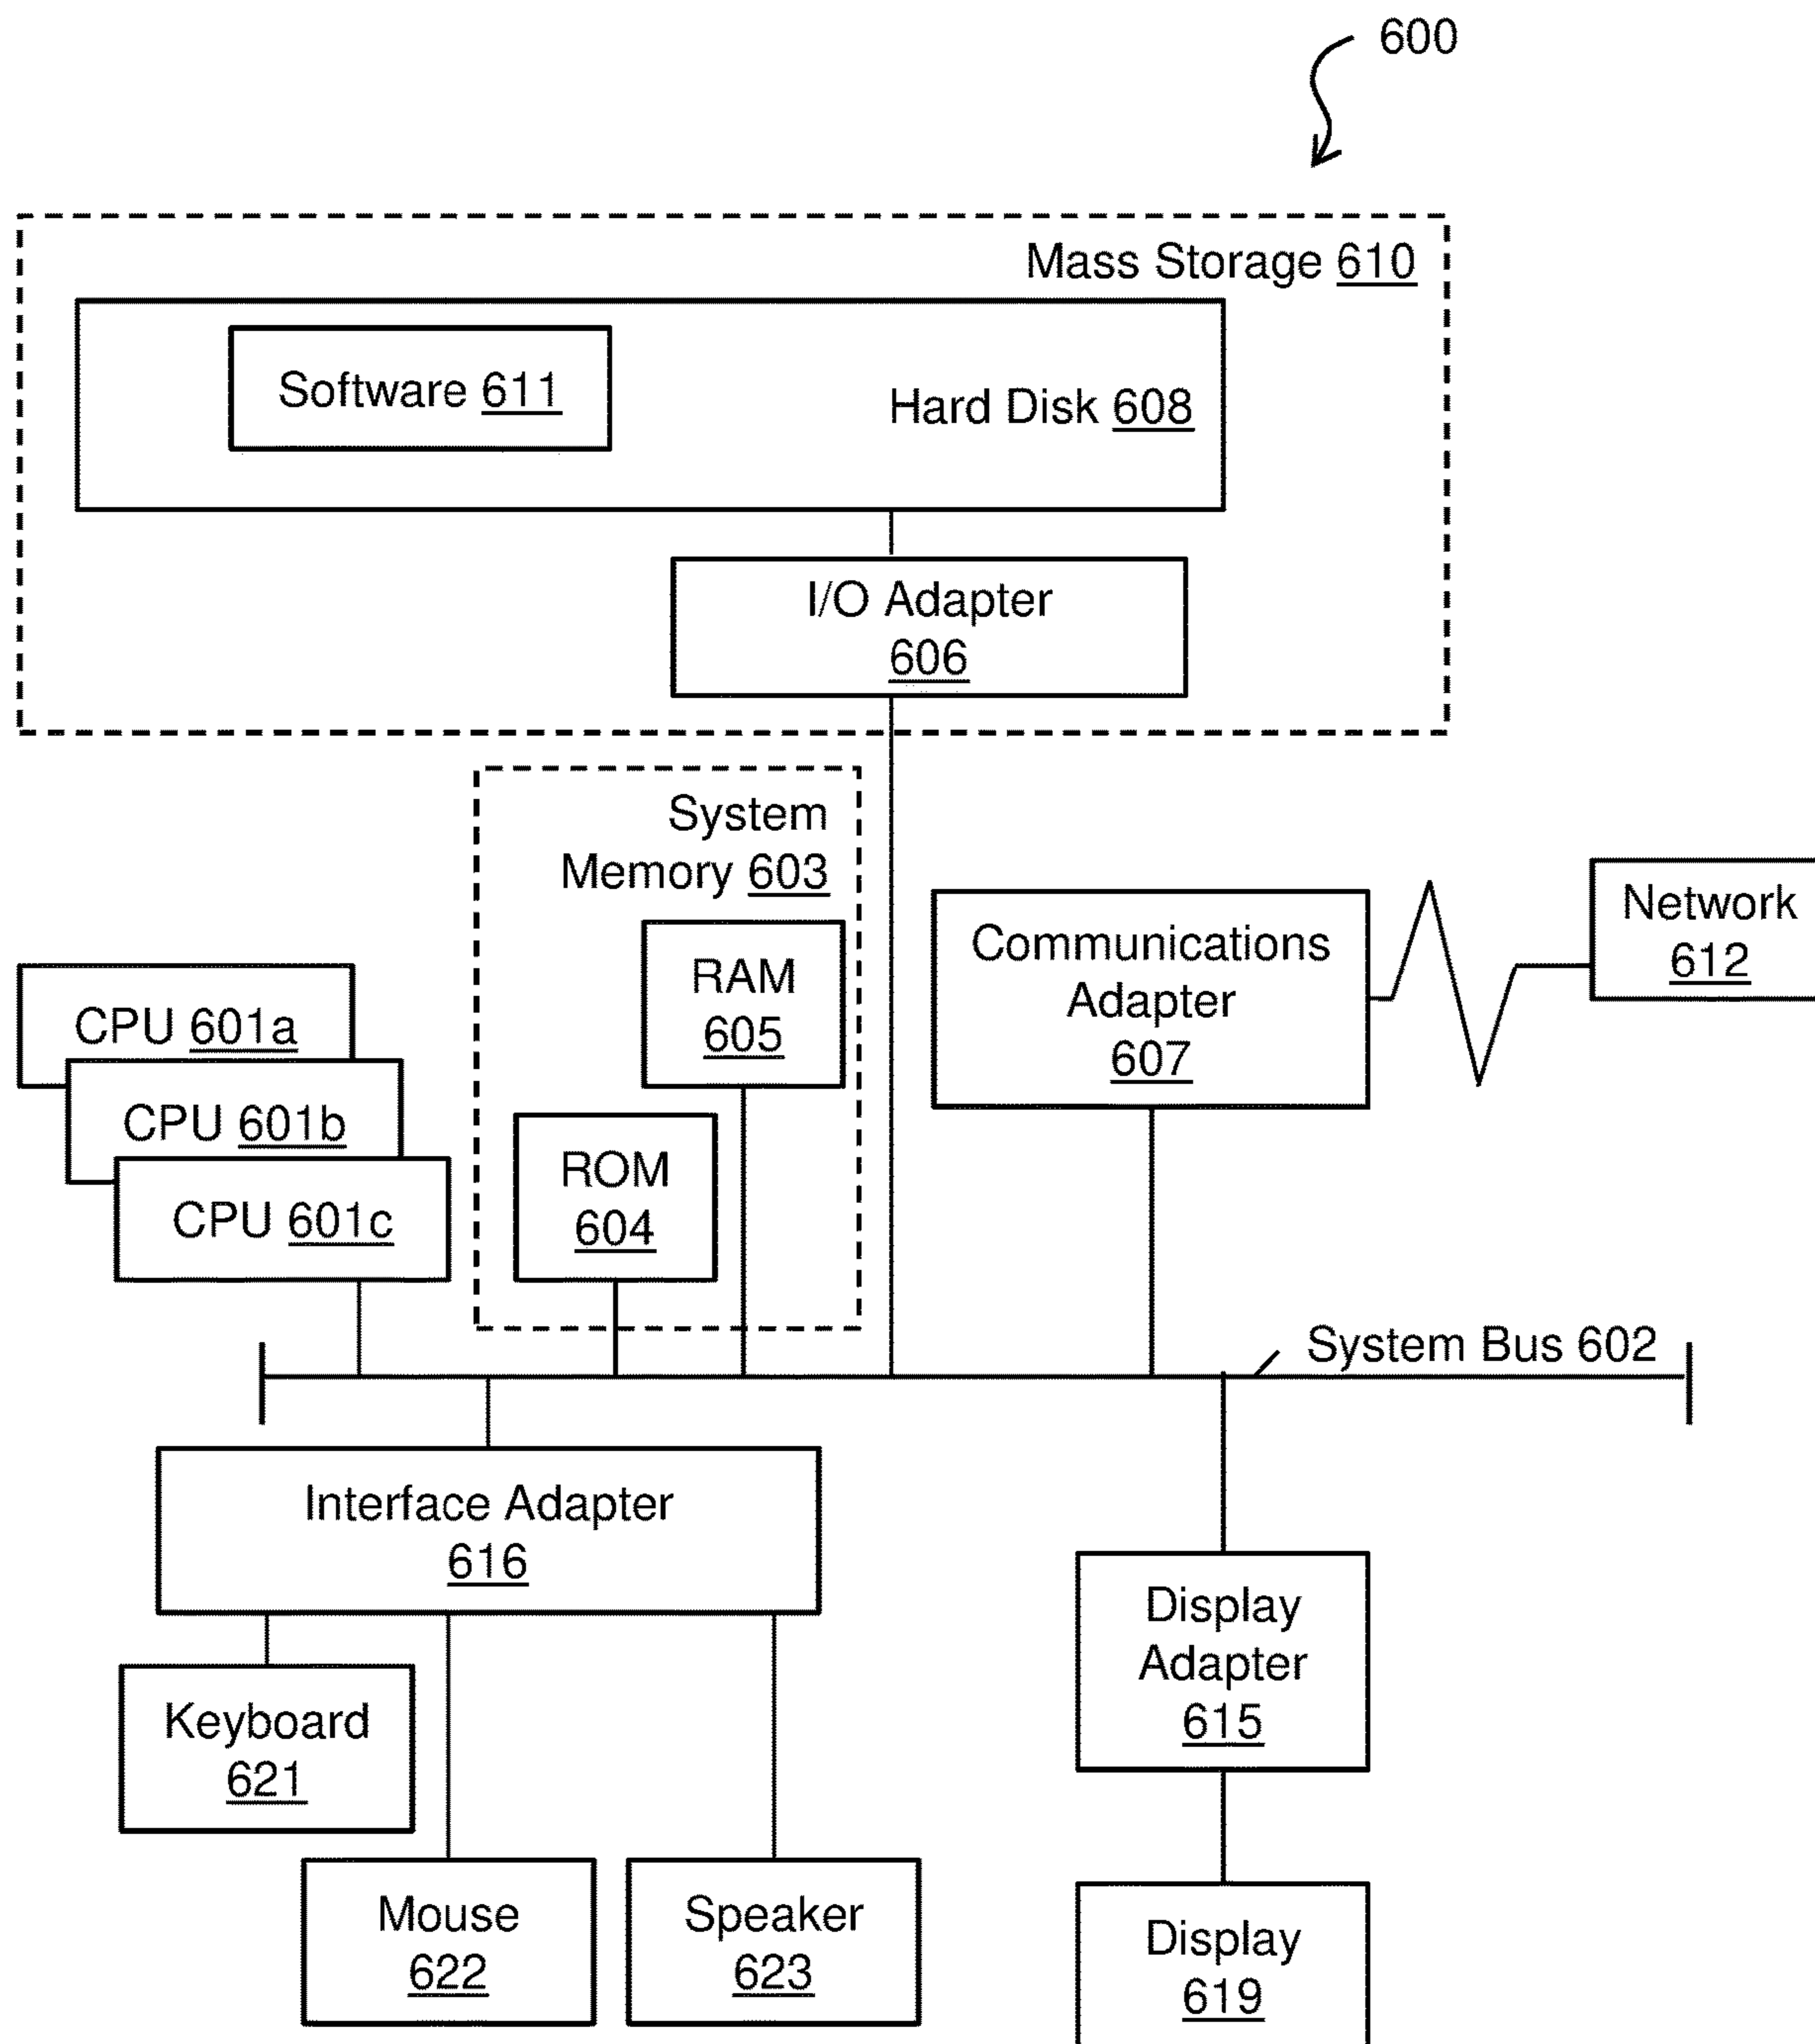 600
Mass Storage 610
Software 611
Hard Disk 608
I/O Adapter
606
System
Memory 603
RAM
605
ROM
604
CPU 601a
CPU 601b
CPU 601c
Communications
Adapter
607
Network
612
System Bus 602
Interface Adapter
616
Keyboard
621
Mouse
622
Speaker
623
Display
Adapter
615
Display
619